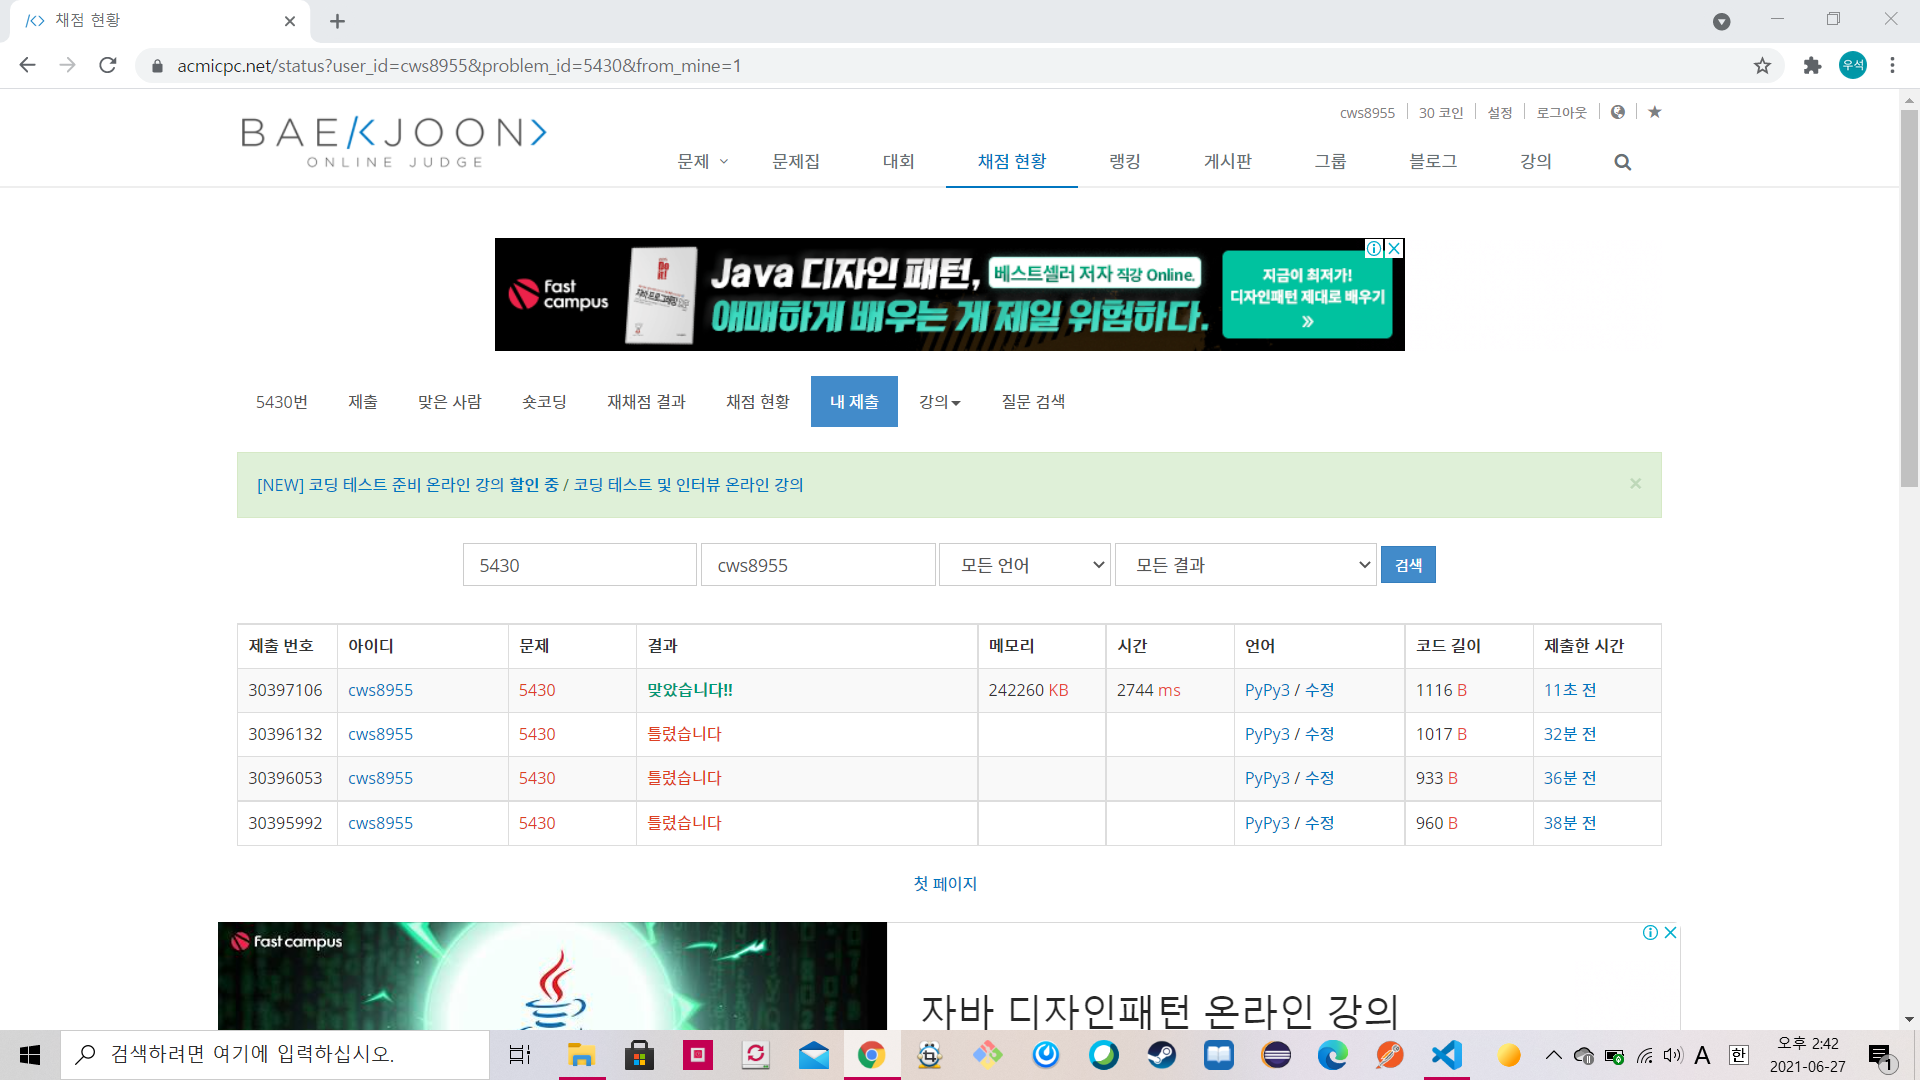 채점 현황
acmicpc.net/status?user_id=cws8955&problem_id=5430&from_mine=1
우석
cws8955 30 코인 설정 로그아웃
BAEKJOON
ONLINE JUDGE
문제 문제집 대회 채점 현황 랭킹 게시판 그룹 블로그 강의
Fast campus
Do it!
Java 디자인 패턴, 베스트셀러 저자 직강 Online.
애매하게 배우는 게 제일 위험하다.
지금이 최저가!
디자인패턴 제대로 배우기
5430번 제출 맞은 사람 숏코딩 재채점 결과 채점 현황 내 제출 강의 질문 검색
[NEW] 코딩 테스트 준비 온라인 강의 할인 중 / 코딩 테스트 및 인터뷰 온라인 강의
5430 cws8955 모든 언어 모든 결과 검색
제출 번호 아이디 문제 결과 메모리 시간 언어 코드 길이 제출한 시간
30397106 cws8955 5430 맞았습니다!! 242260 KB 2744 ms PyPy3 / 수정 1116 B 11초 전
30396132 cws8955 5430 틀렸습니다 PyPy3 / 수정 1017 B 32분 전
30396053 cws8955 5430 틀렸습니다 PyPy3 / 수정 933 B 36분 전
30395992 cws8955 5430 틀렸습니다 PyPy3 / 수정 960 B 38분 전
첫 페이지
Fast campus
자바 디자인패턴 온라인 강의
검색하려면 여기에 입력하십시오.
A 한
오후 2:42
2021-06-27
1